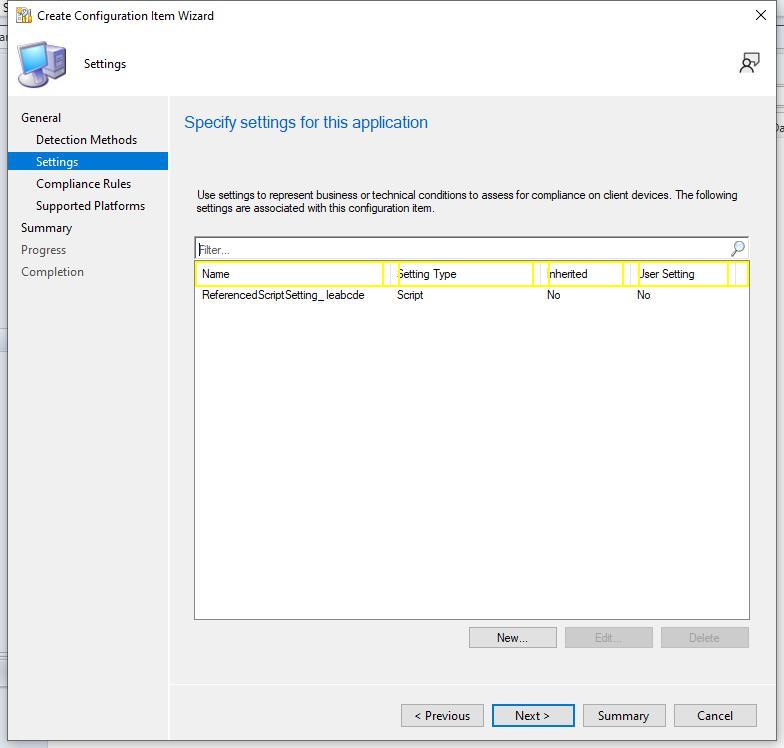 Create Configuration Item Wizard
Settings
General
Detection Methods
Settings
Compliance Rules
Supported Platforms
Summary
Progress
Completion
Specify settings for this application
Use settings to represent business or technical conditions to assess for compliance on client devices. The following
settings are associated with this configuration item.
Filter...
Name Setting Type Inherited User Setting
ReferencedScriptSetting_leabcde Script No No
New... Edit... Delete
< Previous Next > Summary Cancel